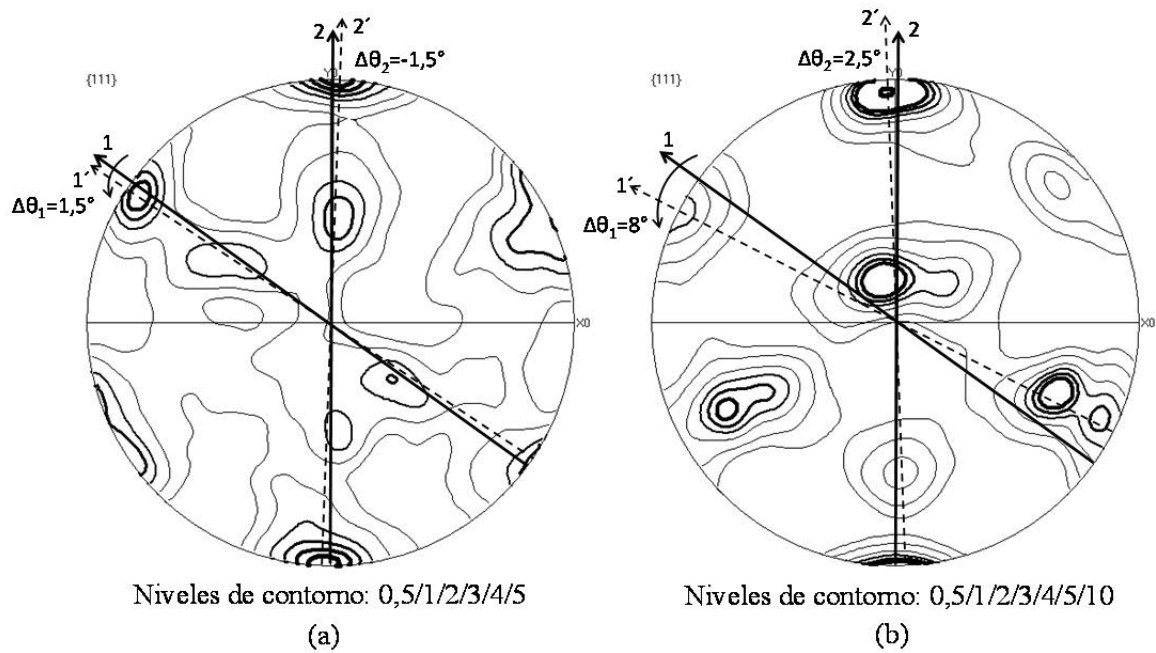 2 2´
Δθ₂=-1,5°
{111}
Y0
1
1´
Δθ₁=1,5°
X0
Niveles de contorno: 0,5/1/2/3/4/5
(a)
2´ 2
Δθ₂=2,5°
{111}
Y0
1
1´
Δθ₁=8°
X0
Niveles de contorno: 0,5/1/2/3/4/5/10
(b)